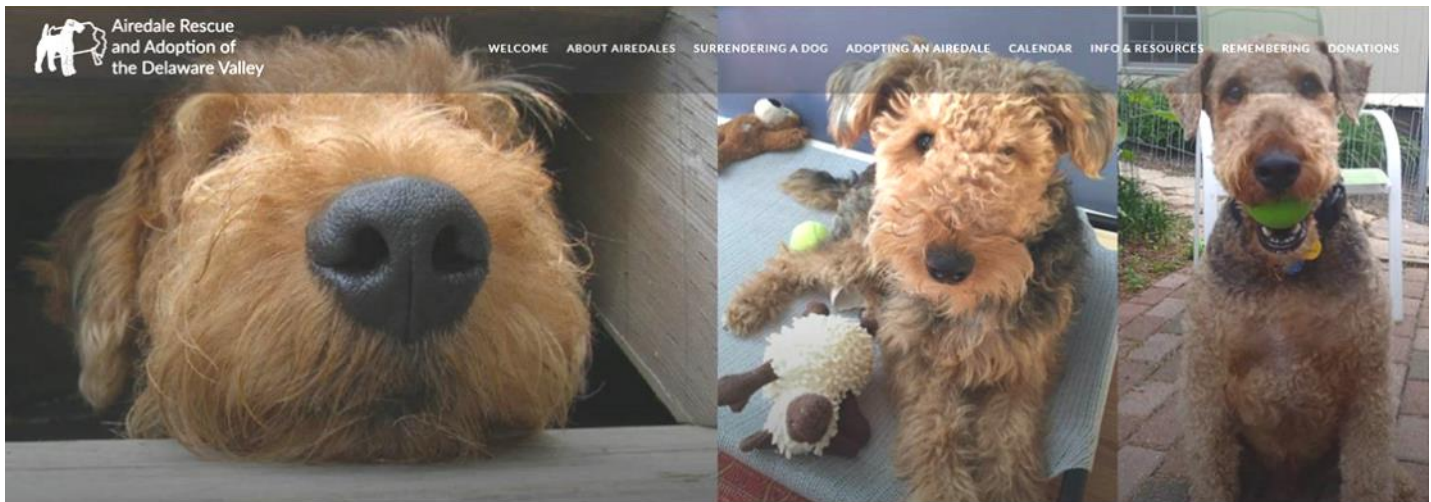 Airedale Rescue
and Adoption of
the Delaware Valley
WELCOME ABOUT AIREDALES SURRENDERING A DOG ADOPTING AN AIREDALE CALENDAR INFO & RESOURCES REMEMBERING DONATIONS